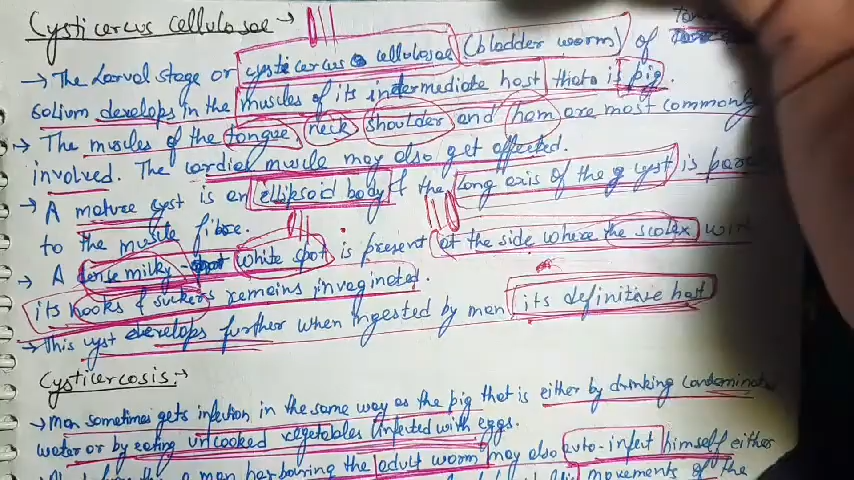 Cysticercus Cellulosae →
→ The Larval stage or cysticercus cellulosae (bladder worm) of
solium develops in the muscles of its intermediate host that is pig.
→ The muscles of the tongue, neck, shoulder and ham are most commonly
involved. The cardiac muscle may also get affected.
→ A mature cyst is an ellipsoid body & the long axis of the cyst is
to the muscle fibre.
→ A dense milky - white spot is present at the side where the scolex with
its hooks & suckers remains invaginated.
→ This cyst develops further when ingested by man its definitive host
Cysticercosis :→
→ Man sometimes gets infection in the same way as the pig that is either by drinking
water or by eating uncooked vegetables infected with eggs.
a man harbouring the adult worm may also auto-infect himself either
movements of the